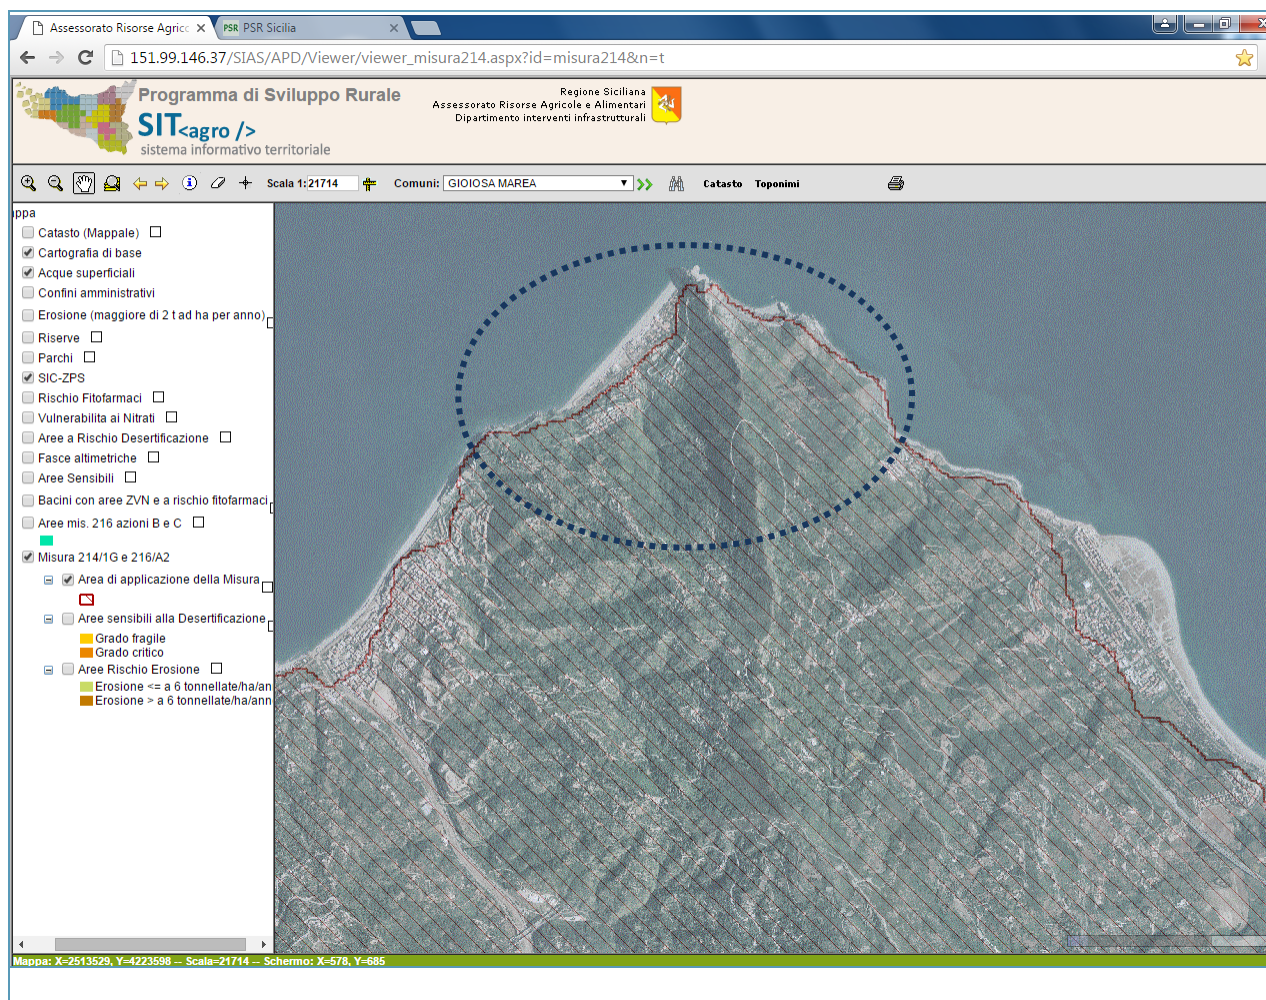 Assessorato Risorse Agric
PSR PSR Sicilia
151.99.146.37/SIAS/APD/Viewer/viewer_misura214.aspx?id=misura214&n=t
Programma di Sviluppo Rurale
SIT<agro />
sistema informativo territoriale
Regione Siciliana
Assessorato Risorse Agricole e Alimentari
Dipartimento interventi infrastrutturali
Scala 1: 21714 Comuni: GIOIOSA MAREA Catasto Toponimi
ppa
Catasto (Mappale)
Cartografia di base
Acque superficiali
Confini amministrativi
Erosione (maggiore di 2 t ad ha per anno)
Riserve
Parchi
SIC-ZPS
Rischio Fitofarmaci
Vulnerabilita ai Nitrati
Aree a Rischio Desertificazione
Fasce altimetriche
Aree Sensibili
Bacini con aree ZVN e a rischio fitofarmaci
Aree mis. 216 azioni B e C
Misura 214/1G e 216/A2
Area di applicazione della Misura
Aree sensibili alla Desertificazione
Grado fragile
Grado critico
Aree Rischio Erosione
Erosione <= a 6 tonnellate/ha/an
Erosione > a 6 tonnellate/ha/ann
Mappa: X=2513529, Y=4223598 -- Scala=21714 -- Schermo: X=578, Y=685